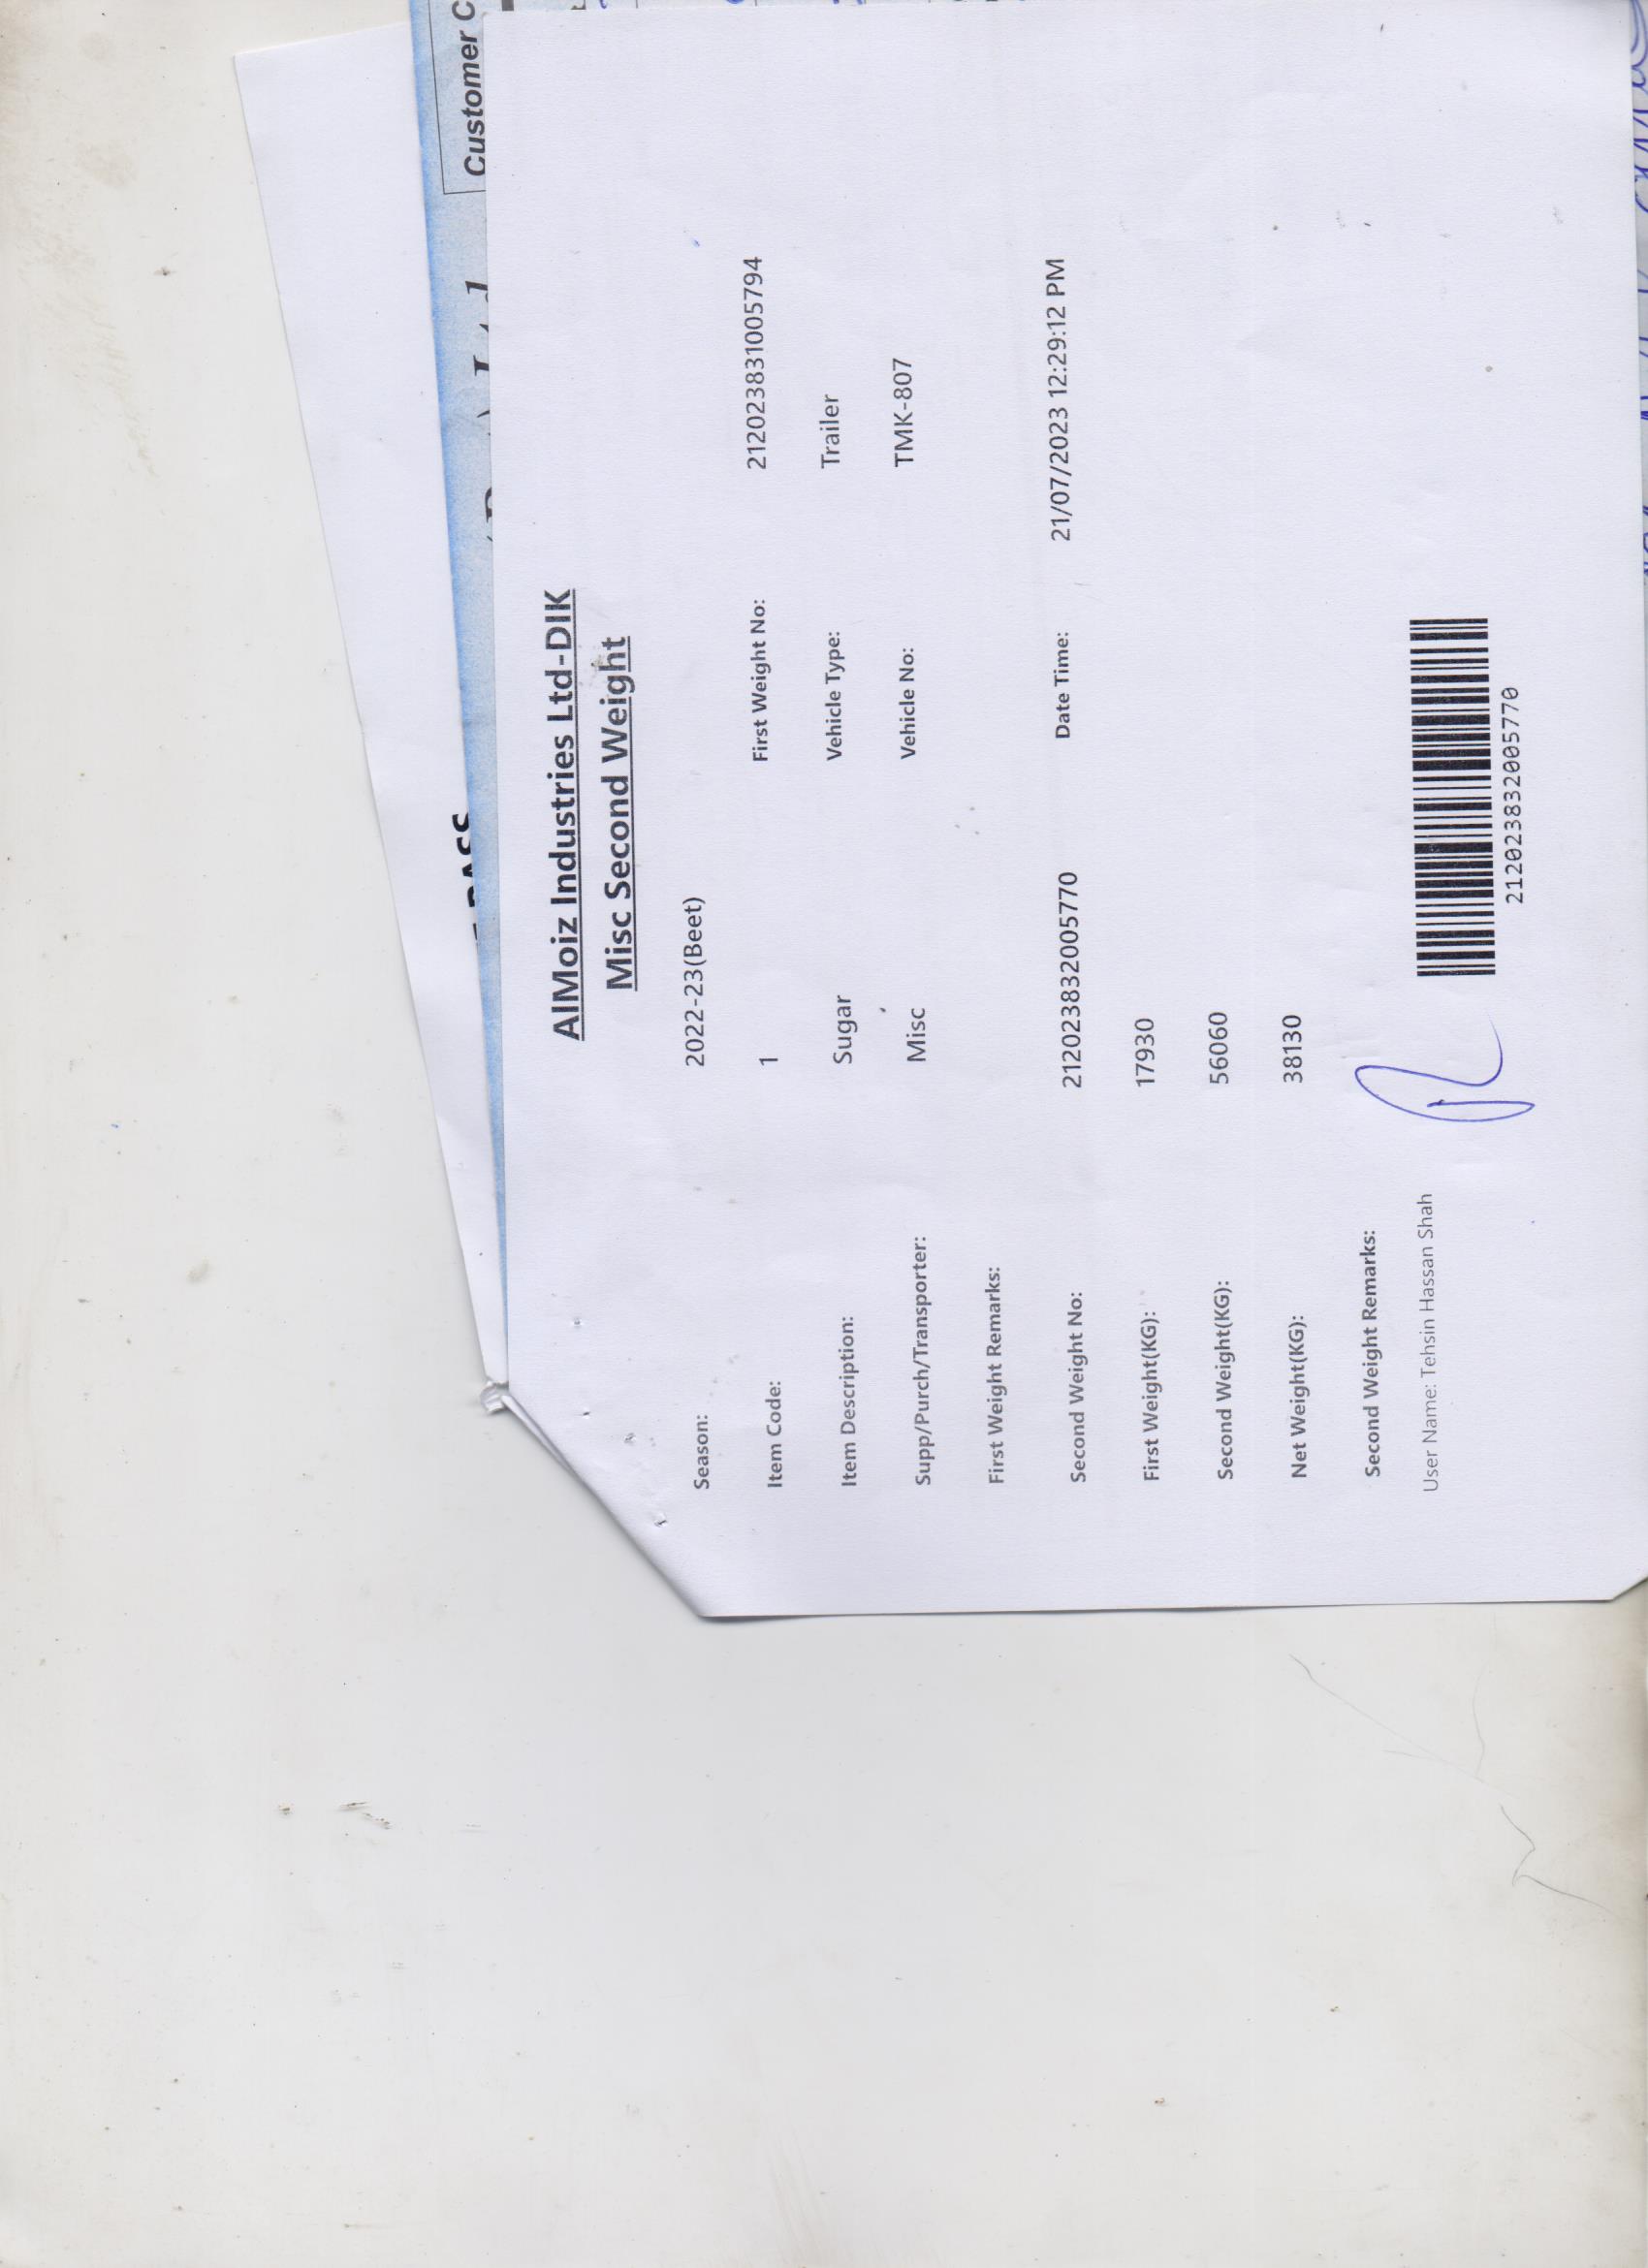 Customer C
AlMoiz Industries Ltd-DIK
Misc Second Weight
Season: 2022-23(Beet)
Item Code: 1 First Weight No: 212023831005794
Item Description: Sugar Vehicle Type: Trailer
Supp/Purch/Transporter: Misc Vehicle No: TMK-807
First Weight Remarks:
Second Weight No: 212023832005770 Date Time: 21/07/2023 12:29:12 PM
First Weight(KG): 17930
Second Weight(KG): 56060
Net Weight(KG): 38130
Second Weight Remarks:
User Name: Tehsin Hassan Shah
212023832005770